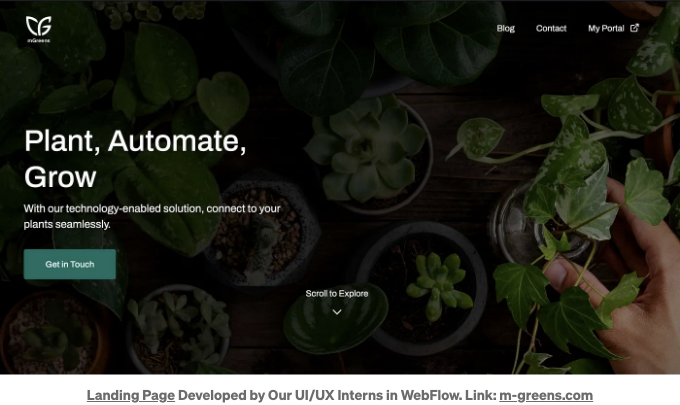 mGreens
Blog
Contact
My Portal
Plant, Automate,
Grow
With our technology-enabled solution, connect to your
plants seamlessly.
Get in Touch
Scroll to Explore
Landing Page Developed by Our UI/UX Interns in WebFlow. Link: m-greens.com